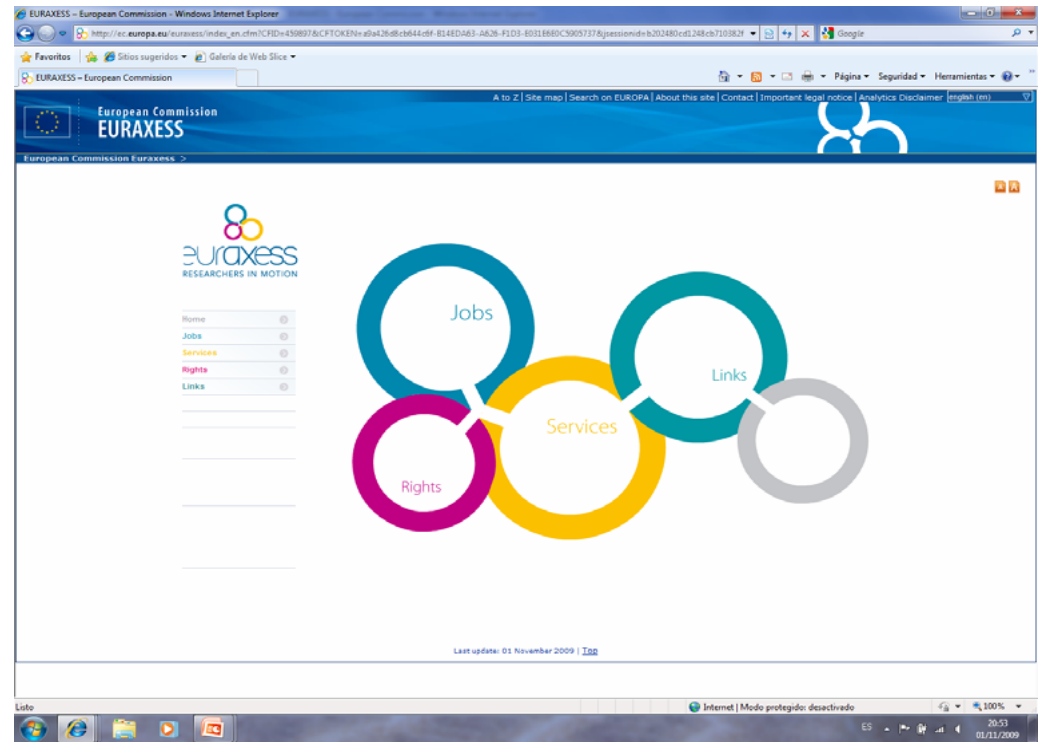 EURAXESS – European Commission - Windows Internet Explorer
Google
Favoritos Sitios sugeridos Galería de Web Slice
EURAXESS – European Commission
Página Seguridad Herramientas
A to Z | Site map | Search on EUROPA | About this site | Contact | Important legal notice | Analytics Disclaimer english (en)
European Commission
EURAXESS
European Commission Euraxess >
euraxess
RESEARCHERS IN MOTION
Home
Jobs
Services
Rights
Links
Jobs
Links
Services
Rights
Last update: 01 November 2009 | Top
Listo
Internet | Modo protegido: desactivado
100%
ES
20:53
01/11/2009